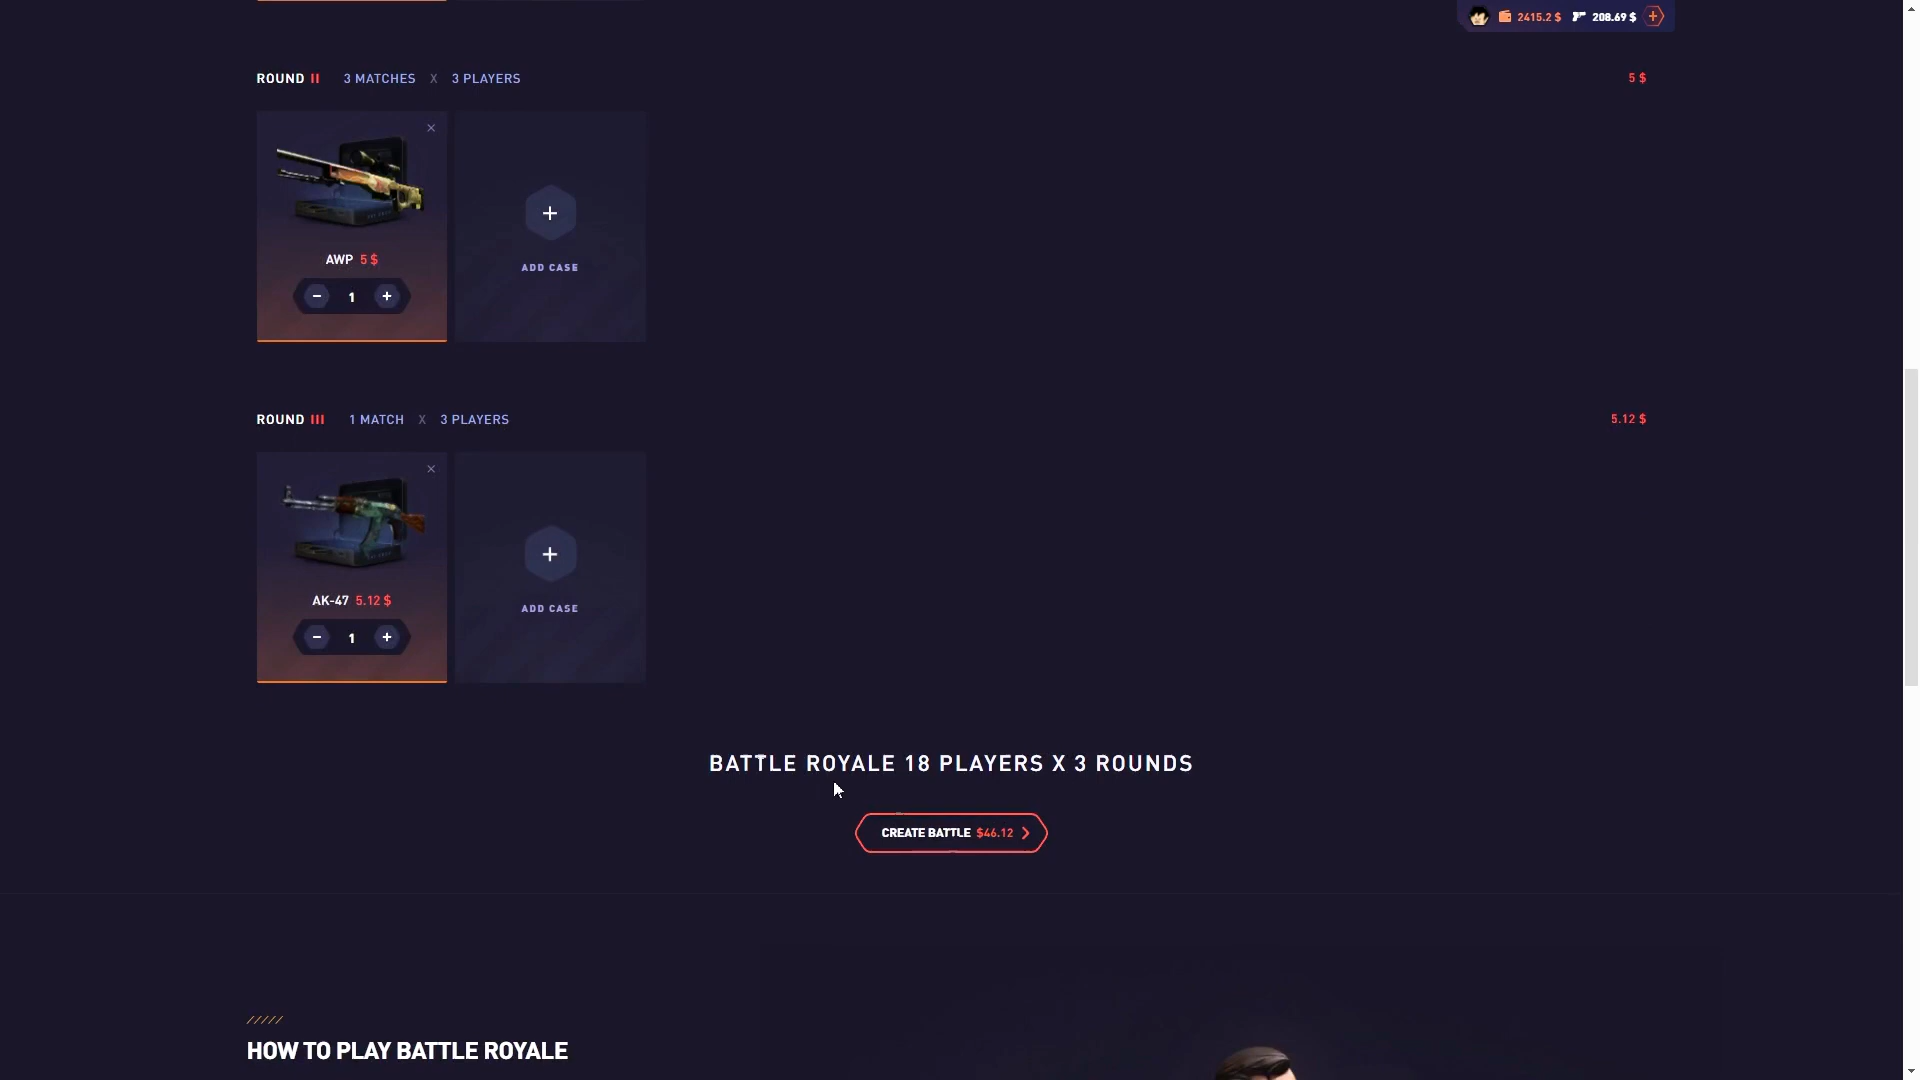 2415.2 $ 208.69 $
ROUND II 3 MATCHES X 3 PLAYERS 5 $
AWP 5 $
1
ADD CASE
ROUND III 1 MATCH X 3 PLAYERS 5.12 $
AK-47 5.12 $
1
ADD CASE
BATTLE ROYALE 18 PLAYERS X 3 ROUNDS
CREATE BATTLE $46.12
HOW TO PLAY BATTLE ROYALE